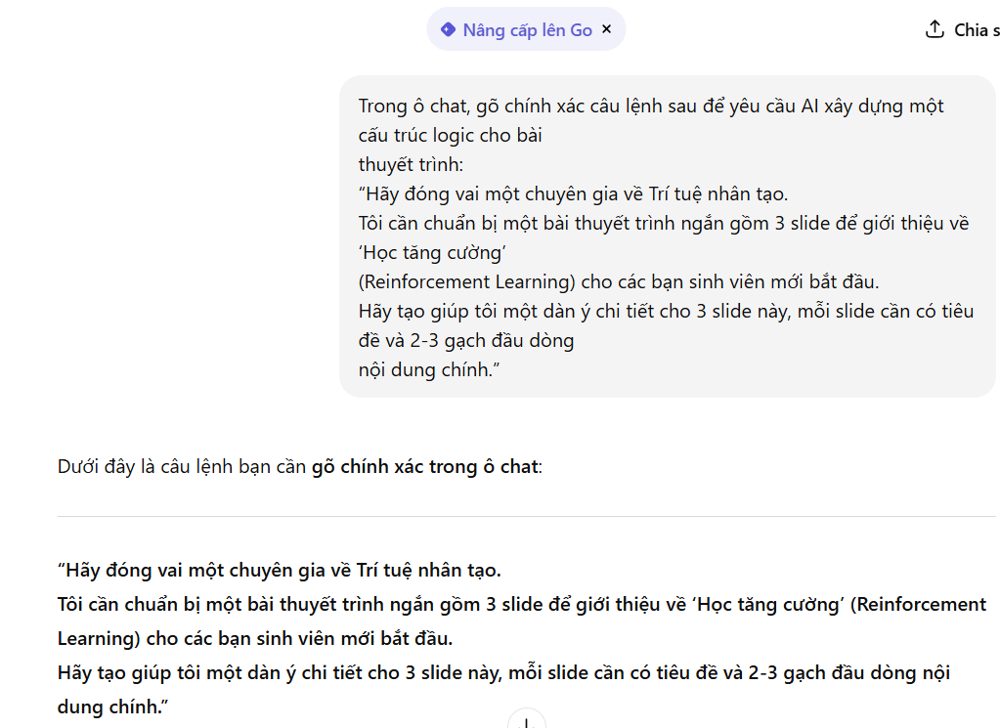 Nâng cấp lên Go ×
Chia s
Trong ô chat, gõ chính xác câu lệnh sau để yêu cầu AI xây dựng một
cấu trúc logic cho bài
thuyết trình:
“Hãy đóng vai một chuyên gia về Trí tuệ nhân tạo.
Tôi cần chuẩn bị một bài thuyết trình ngắn gồm 3 slide để giới thiệu về
‘Học tăng cường’
(Reinforcement Learning) cho các bạn sinh viên mới bắt đầu.
Hãy tạo giúp tôi một dàn ý chi tiết cho 3 slide này, mỗi slide cần có tiêu
đề và 2-3 gạch đầu dòng
nội dung chính.”
Dưới đây là câu lệnh bạn cần gõ chính xác trong ô chat:
“Hãy đóng vai một chuyên gia về Trí tuệ nhân tạo.
Tôi cần chuẩn bị một bài thuyết trình ngắn gồm 3 slide để giới thiệu về ‘Học tăng cường’ (Reinforcement
Learning) cho các bạn sinh viên mới bắt đầu.
Hãy tạo giúp tôi một dàn ý chi tiết cho 3 slide này, mỗi slide cần có tiêu đề và 2-3 gạch đầu dòng nội
dung chính.”